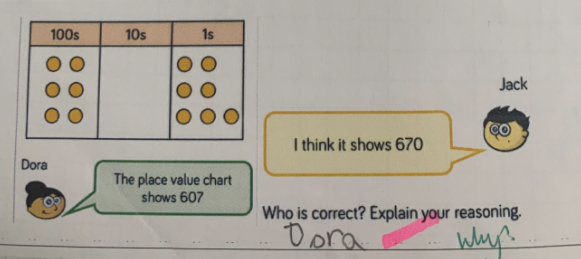 100s 10s 1s
Jack
I think it shows 670
Dora
The place value chart
shows 607
Who is correct? Explain your reasoning.
Dora why?